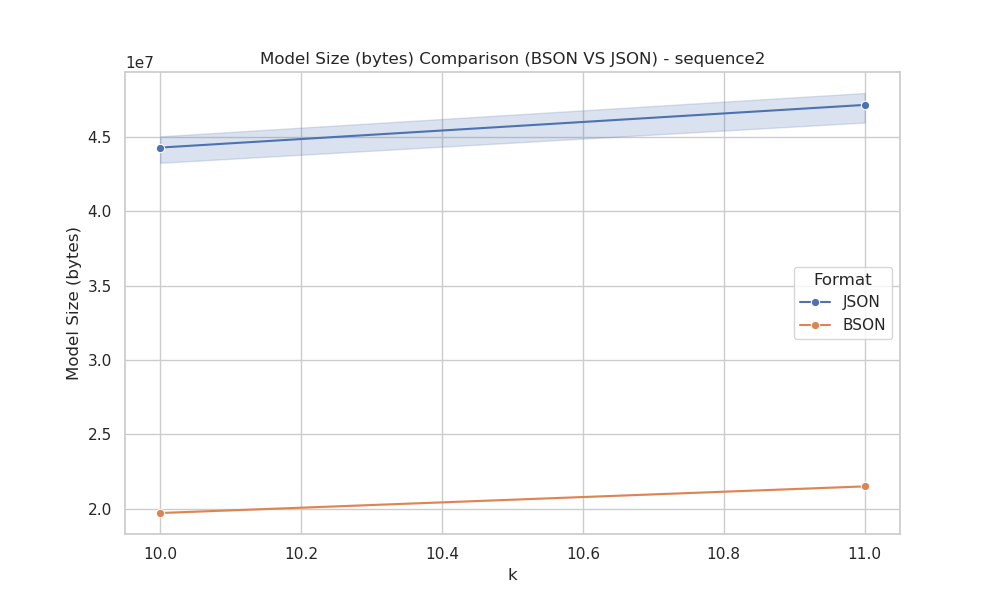 Model Size (bytes) Comparison (BSON VS JSON) - sequence2
1e7
4.5
4.0
3.5
3.0
2.5
2.0
Model Size (bytes)
Format
JSON
BSON
10.0 10.2 10.4 10.6 10.8 11.0
k